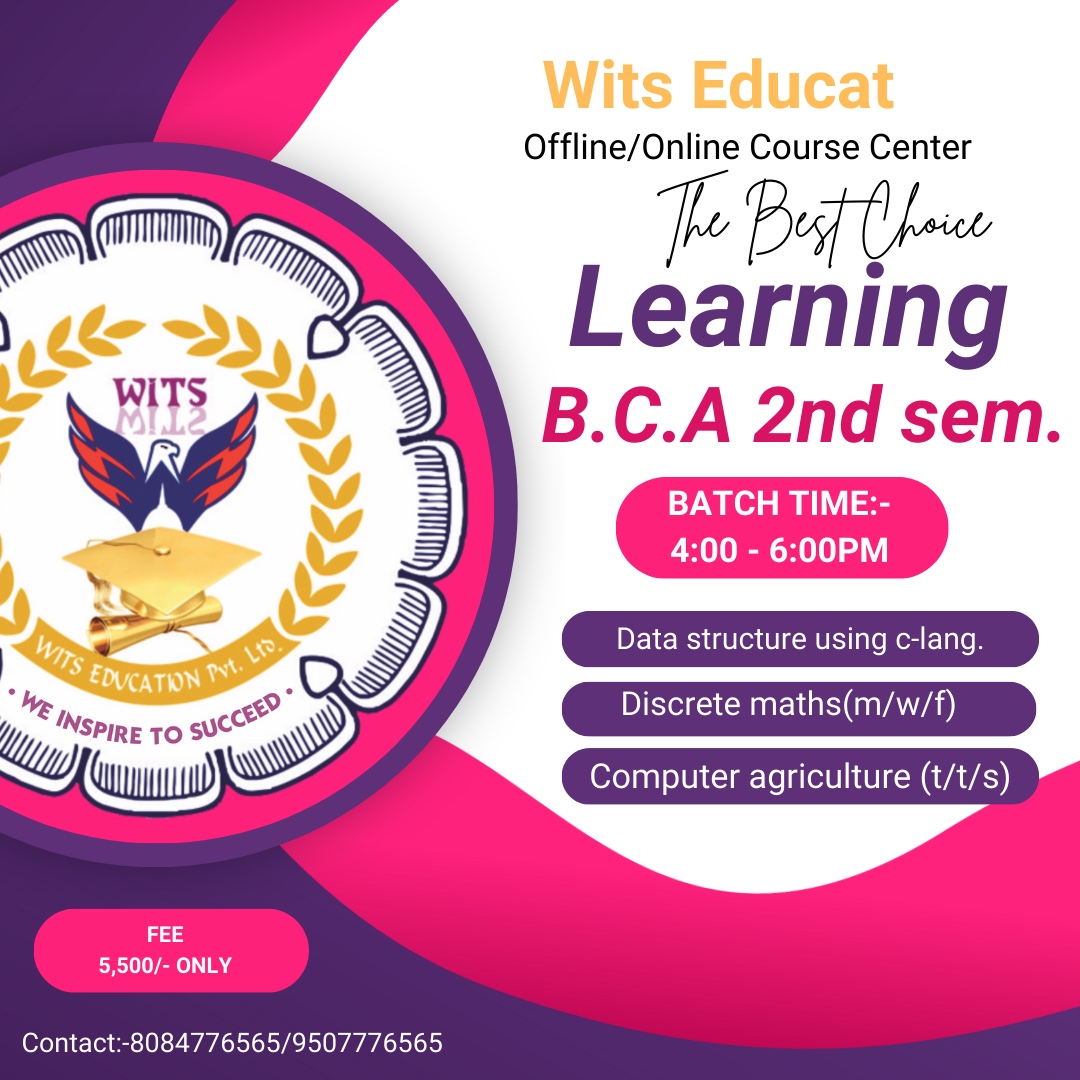 Wits Educat
Offline/Online Course Center
The Best Choice
Learning
B.C.A 2nd sem.
BATCH TIME:-
4:00 - 6:00PM
Data structure using c-lang.
Discrete maths(m/w/f)
Computer agriculture (t/t/s)
WITS
WITS
WITS EDUCATION Pvt. Ltd.
• WE INSPIRE TO SUCCEED •
FEE
5,500/- ONLY
Contact:-8084776565/9507776565